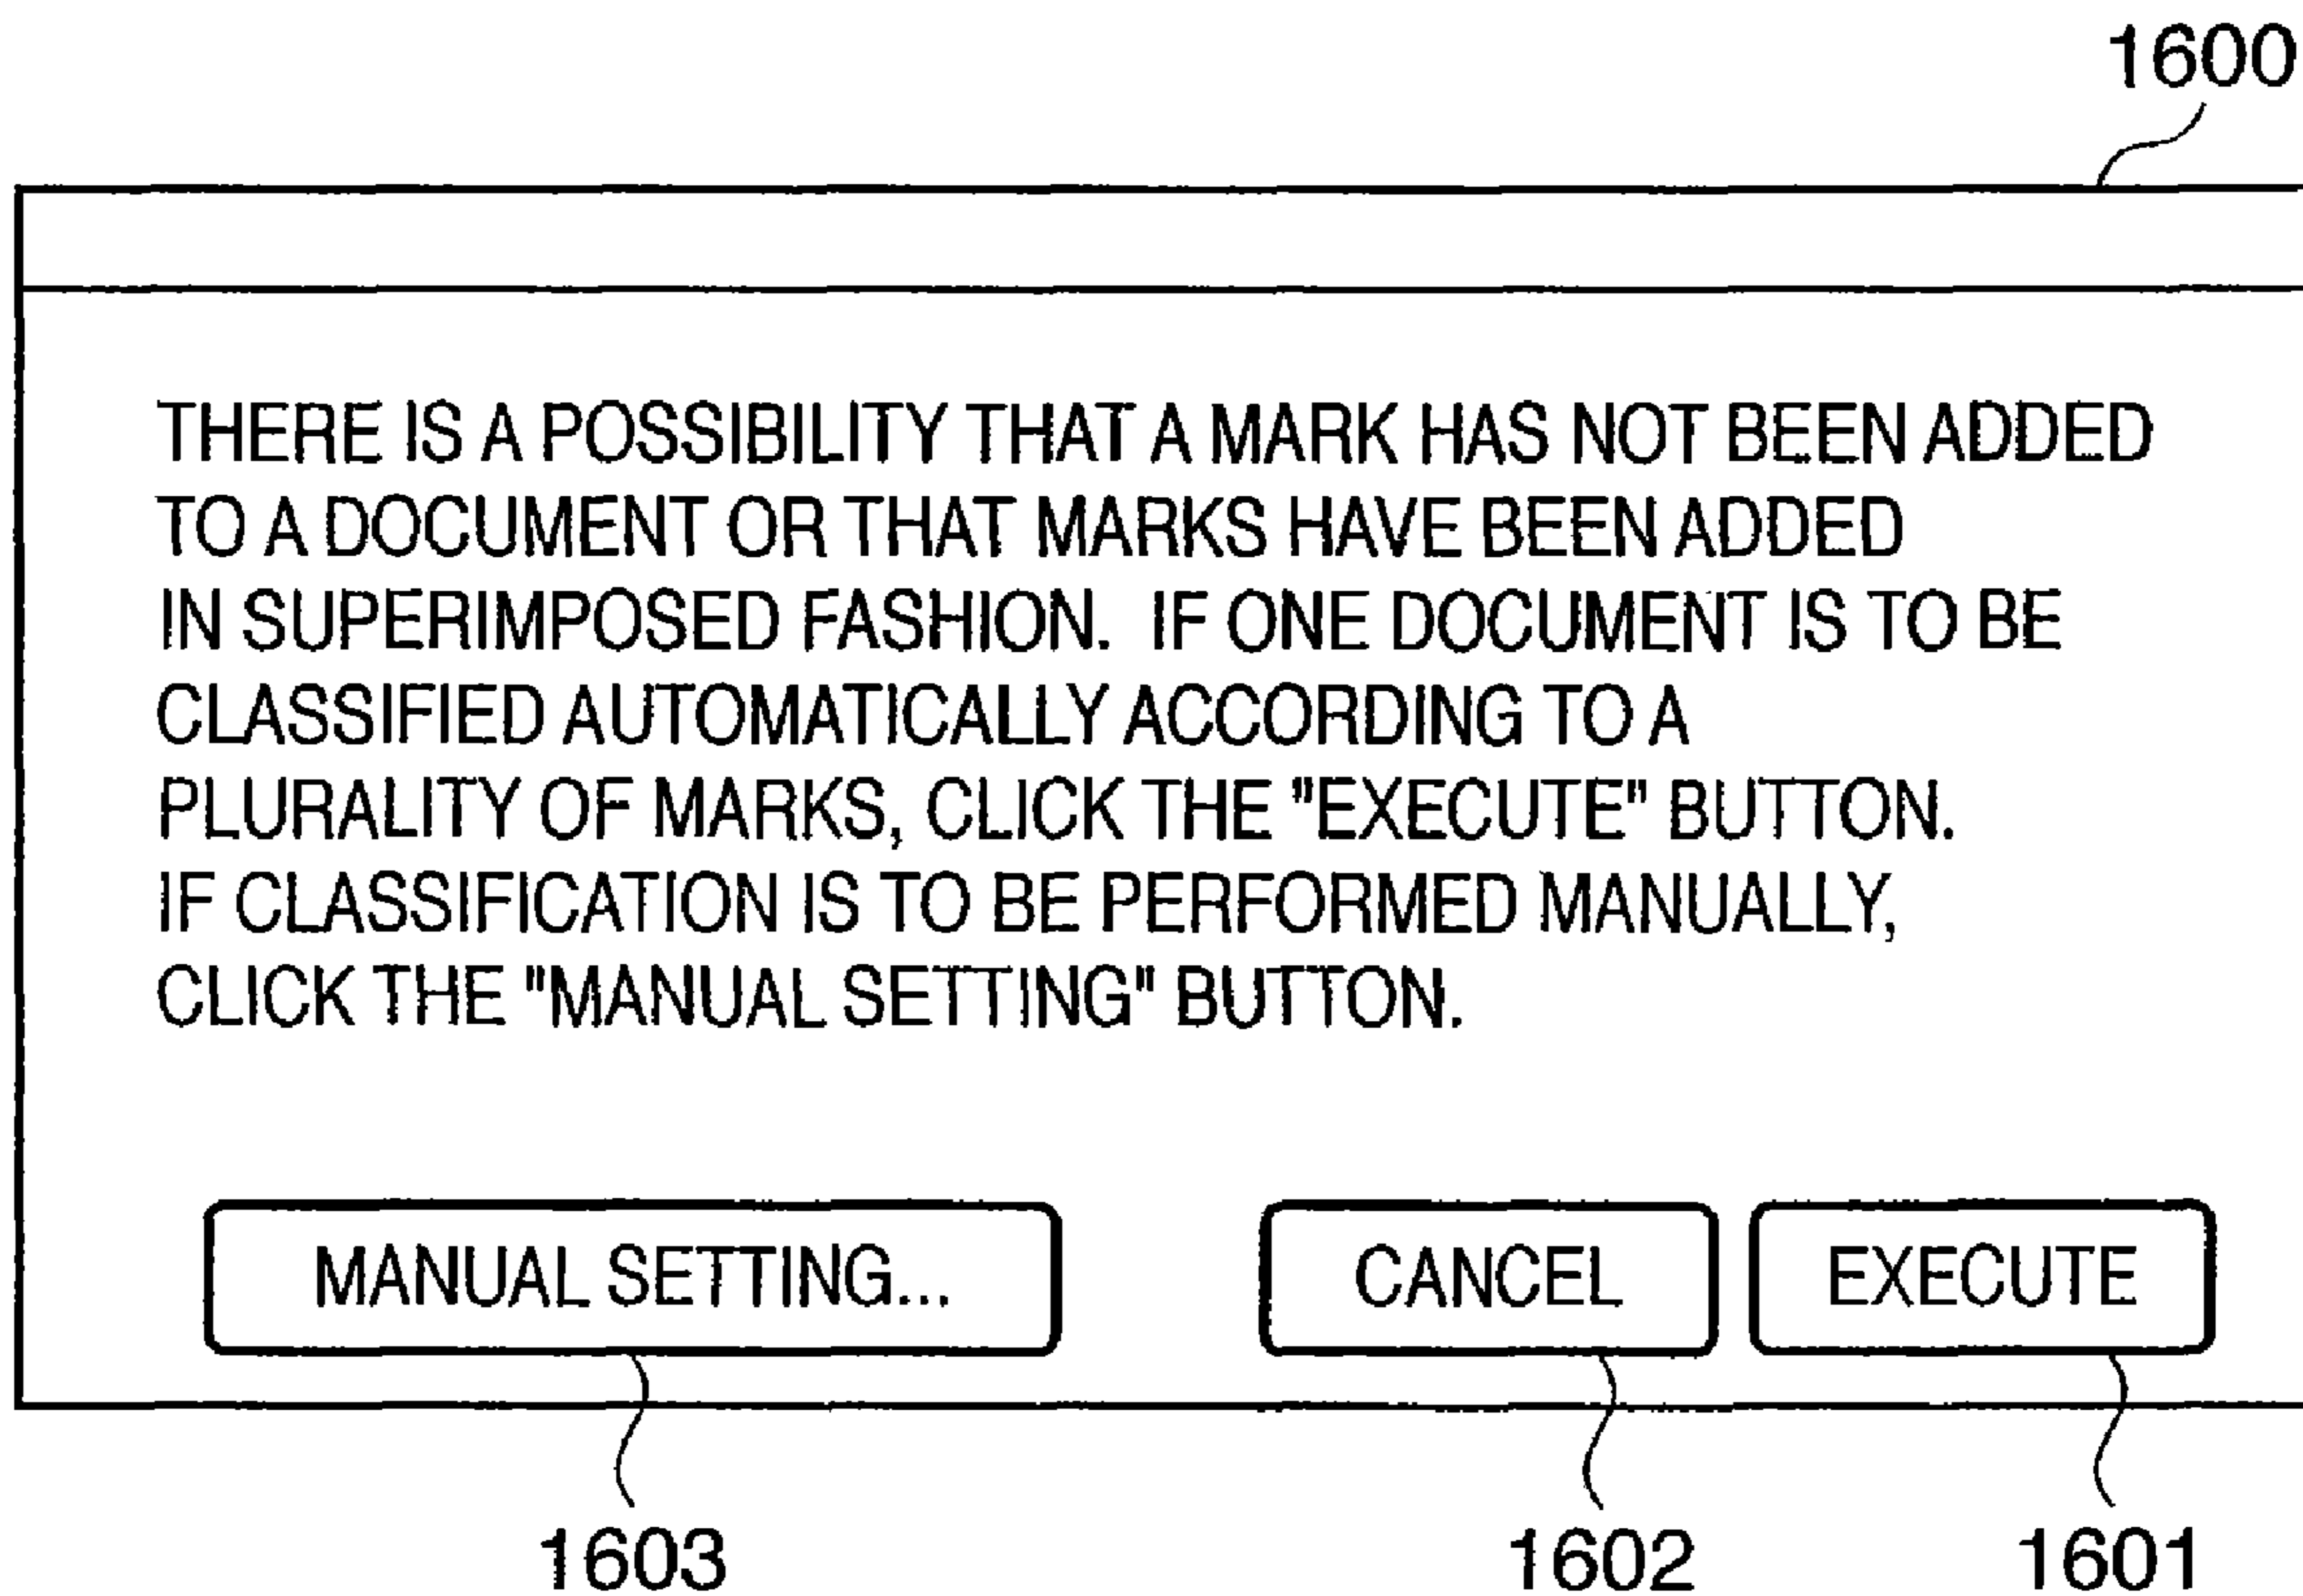 1600
THERE IS A POSSIBILITY THAT A MARK HAS NOT BEEN ADDED
TO A DOCUMENT OR THAT MARKS HAVE BEEN ADDED
IN SUPERIMPOSED FASHION. IF ONE DOCUMENT IS TO BE
CLASSIFIED AUTOMATICALLY ACCORDING TO A
PLURALITY OF MARKS, CLICK THE "EXECUTE" BUTTON.
IF CLASSIFICATION IS TO BE PERFORMED MANUALLY,
CLICK THE "MANUAL SETTING" BUTTON.
MANUAL SETTING... CANCEL EXECUTE
1603 1602 1601